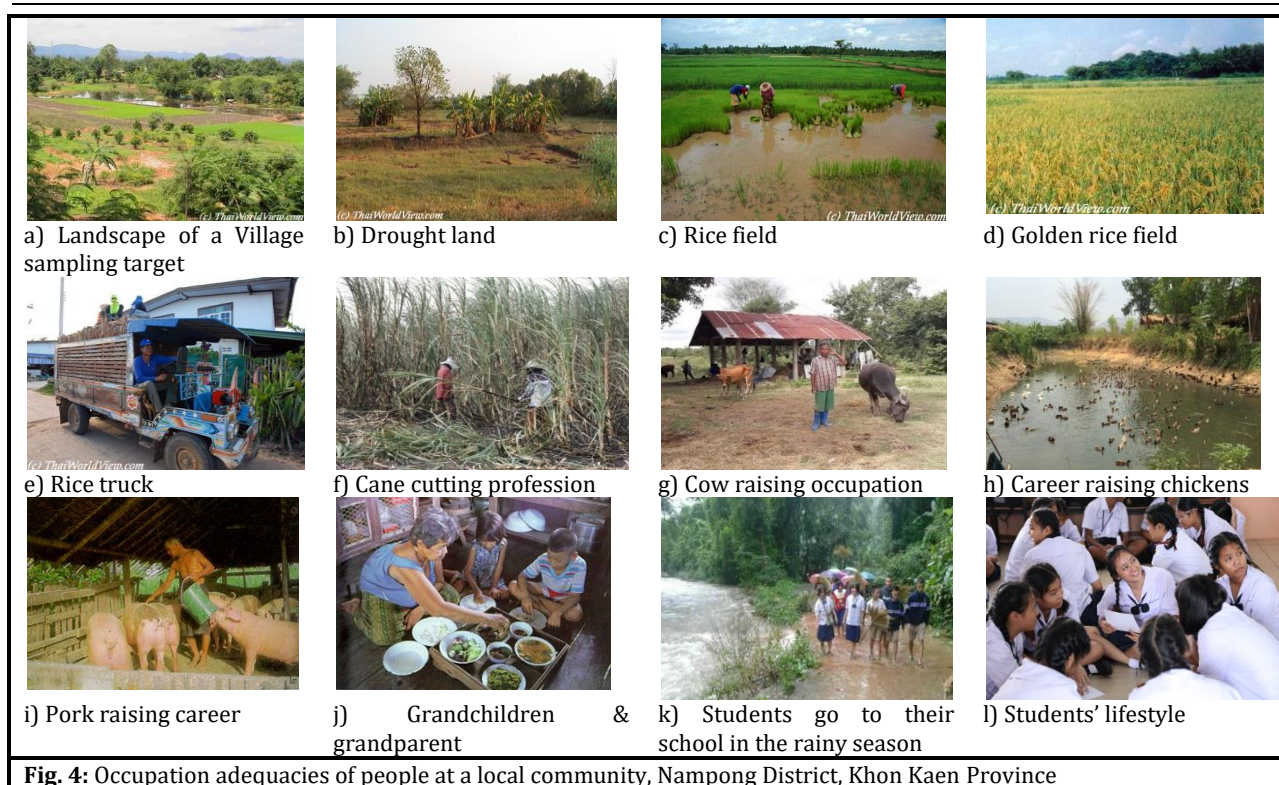 (c) ThaiWorldView.com
(c) ThaiWorldView.com
(c) ThaiWorldView.com
(c) ThaiWorldView.com
a) Landscape of a Village
sampling target
b) Drought land
c) Rice field
d) Golden rice field
(c) ThaiWorldView.com
(c) ThaiWorldView.com
e) Rice truck
f) Cane cutting profession
g) Cow raising occupation
h) Career raising chickens
i) Pork raising career
j) Grandchildren &
grandparent
k) Students go to their
school in the rainy season
l) Students’ lifestyle
Fig. 4: Occupation adequacies of people at a local community, Nampong District, Khon Kaen Province